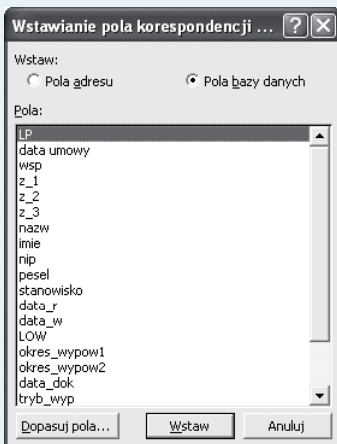 Wstawianie pola korespondencji ...
Wstaw:
Pola adresu
Pola bazy danych
Pola:
LP
data umowy
wsp
z_1
z_2
z_3
nazw
imie
nip
pesel
stanowisko
data_r
data_w
LOW
okres_wypow1
okres_wypow2
data_dok
tryb_wyp
Dopasuj pola...
Wstaw
Anuluj